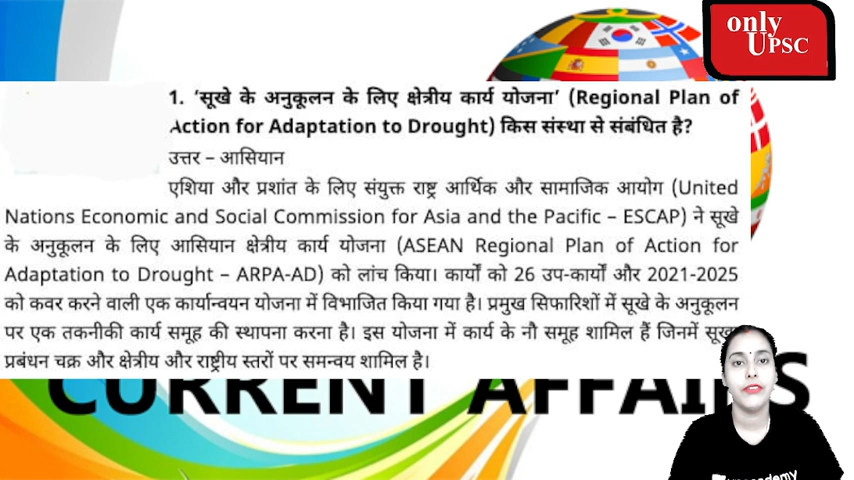 only
UPSC
1. ‘सूखे के अनुकूलन के लिए क्षेत्रीय कार्य योजना’ (Regional Plan of
Action for Adaptation to Drought) किस संस्था से संबंधित है?
उत्तर – आसियान
एशिया और प्रशांत के लिए संयुक्त राष्ट्र आर्थिक और सामाजिक आयोग (United
Nations Economic and Social Commission for Asia and the Pacific – ESCAP) ने सूखे
के अनुकूलन के लिए आसियान क्षेत्रीय कार्य योजना (ASEAN Regional Plan of Action for
Adaptation to Drought – ARPA-AD) को लांच किया। कार्यों को 26 उप-कार्यों और 2021-2025
को कवर करने वाली एक कार्यान्वयन योजना में विभाजित किया गया है। प्रमुख सिफारिशों में सूखे के अनुकूलन
पर एक तकनीकी कार्य समूह की स्थापना करना है। इस योजना में कार्य के नौ समूह शामिल हैं जिनमें सूखा
प्रबंधन चक्र और क्षेत्रीय और राष्ट्रीय स्तरों पर समन्वय शामिल है।
CURRENT AFFAIRS